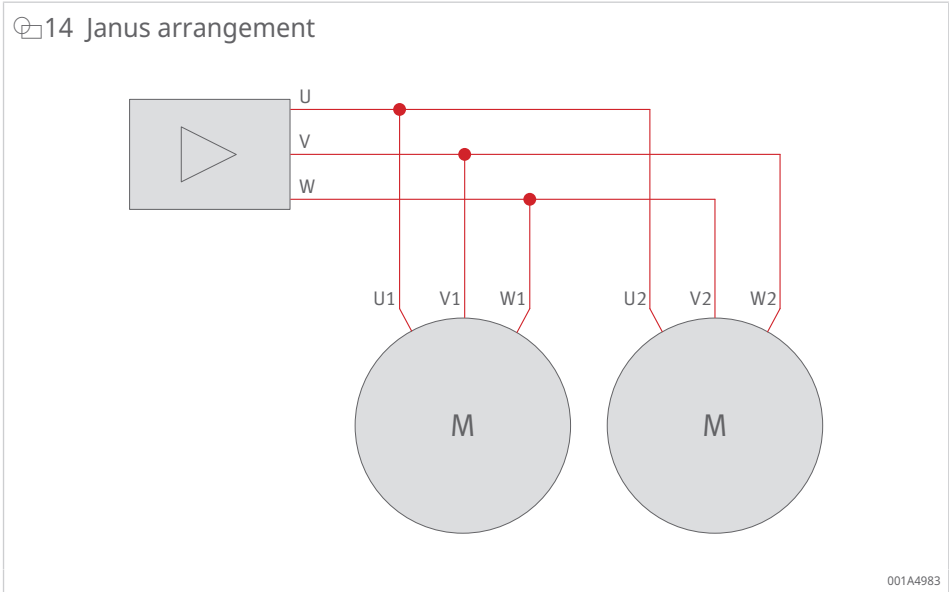 14 Janus arrangement
U
V
W
U1 V1 W1 U2 V2 W2
M M
001A4983